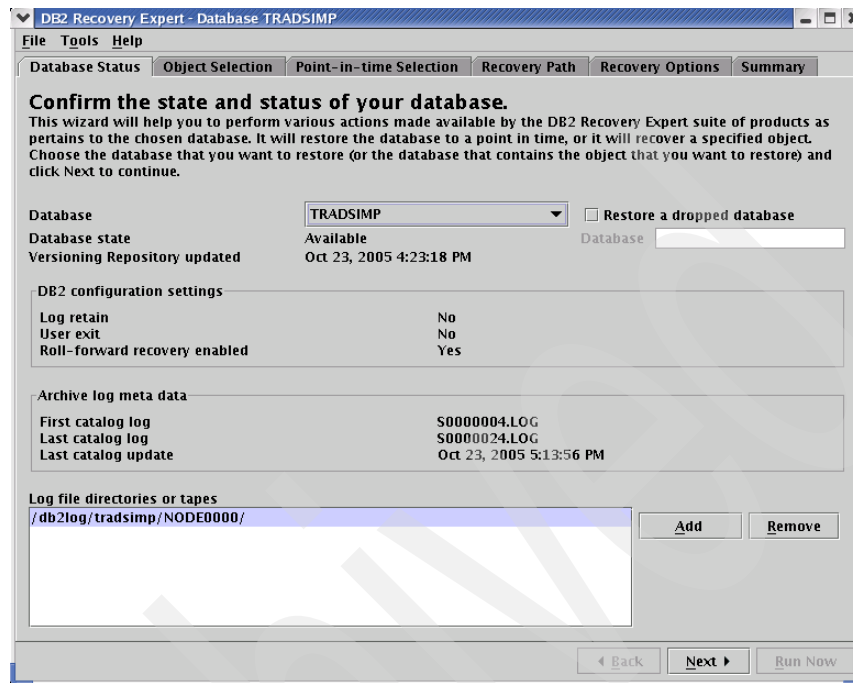 DB2 Recovery Expert - Database TRADSIMP
File Tools Help
Database Status Object Selection Point-in-time Selection Recovery Path Recovery Options Summary
Confirm the state and status of your database.
This wizard will help you to perform various actions made available by the DB2 Recovery Expert suite of products as
pertains to the chosen database. It will restore the database to a point in time, or it will recover a specified object.
Choose the database that you want to restore (or the database that contains the object that you want to restore) and
click Next to continue.
Database TRADSIMP Restore a dropped database
Database state Available Database
Versioning Repository updated Oct 23, 2005 4:23:18 PM
DB2 configuration settings
Log retain No
User exit No
Roll-forward recovery enabled Yes
Archive log meta data
First catalog log S0000004.LOG
Last catalog log S0000024.LOG
Last catalog update Oct 23, 2005 5:13:56 PM
Log file directories or tapes
/db2log/tradsimp/NODE0000/
Add Remove
Back Next Run Now